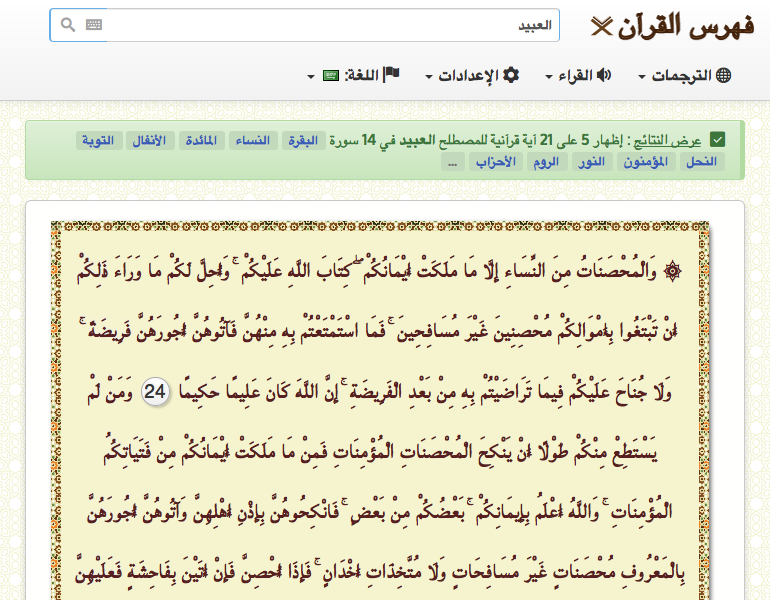 فهرس القرآن
العبيد
الترجمات القراء الإعدادات اللغة:
عرض النتائج : إظهار 5 على 21 آية قرآنية للمصطلح العبيد في 14 سورة البقرة النساء المائدة الأنفال التوبة
النحل المؤمنون النور الروم الأحزاب ...
۞ وَالْمُحْصَنَاتُ مِنَ النِّسَاءِ إِلَّا مَا مَلَكَتْ أَيْمَانُكُمْ ۖ كِتَابَ اللَّهِ عَلَيْكُمْ ۚ وَأُحِلَّ لَكُمْ مَا وَرَاءَ ذَٰلِكُمْ
أَنْ تَبْتَغُوا بِأَمْوَالِكُمْ مُحْصِنِينَ غَيْرَ مُسَافِحِينَ ۚ فَمَا اسْتَمْتَعْتُمْ بِهِ مِنْهُنَّ فَآتُوهُنَّ أُجُورَهُنَّ فَرِيضَةً ۚ
وَلَا جُنَاحَ عَلَيْكُمْ فِيمَا تَرَاضَيْتُمْ بِهِ مِنْ بَعْدِ الْفَرِيضَةِ ۚ إِنَّ اللَّهَ كَانَ عَلِيمًا حَكِيمًا 24 وَمَنْ لَمْ
يَسْتَطِعْ مِنْكُمْ طَوْلًا أَنْ يَنْكِحَ الْمُحْصَنَاتِ الْمُؤْمِنَاتِ فَمِنْ مَا مَلَكَتْ أَيْمَانُكُمْ مِنْ فَتَيَاتِكُمُ
الْمُؤْمِنَاتِ ۚ وَاللَّهُ أَعْلَمُ بِإِيمَانِكُمْ ۚ بَعْضُكُمْ مِنْ بَعْضٍ ۚ فَانْكِحُوهُنَّ بِإِذْنِ أَهْلِهِنَّ وَآتُوهُنَّ أُجُورَهُنَّ
بِالْمَعْرُوفِ مُحْصَنَاتٍ غَيْرَ مُسَافِحَاتٍ وَلَا مُتَّخِذَاتِ أَخْدَانٍ ۚ فَإِذَا أُحْصِنَّ فَإِنْ أَتَيْنَ بِفَاحِشَةٍ فَعَلَيْهِنَّ